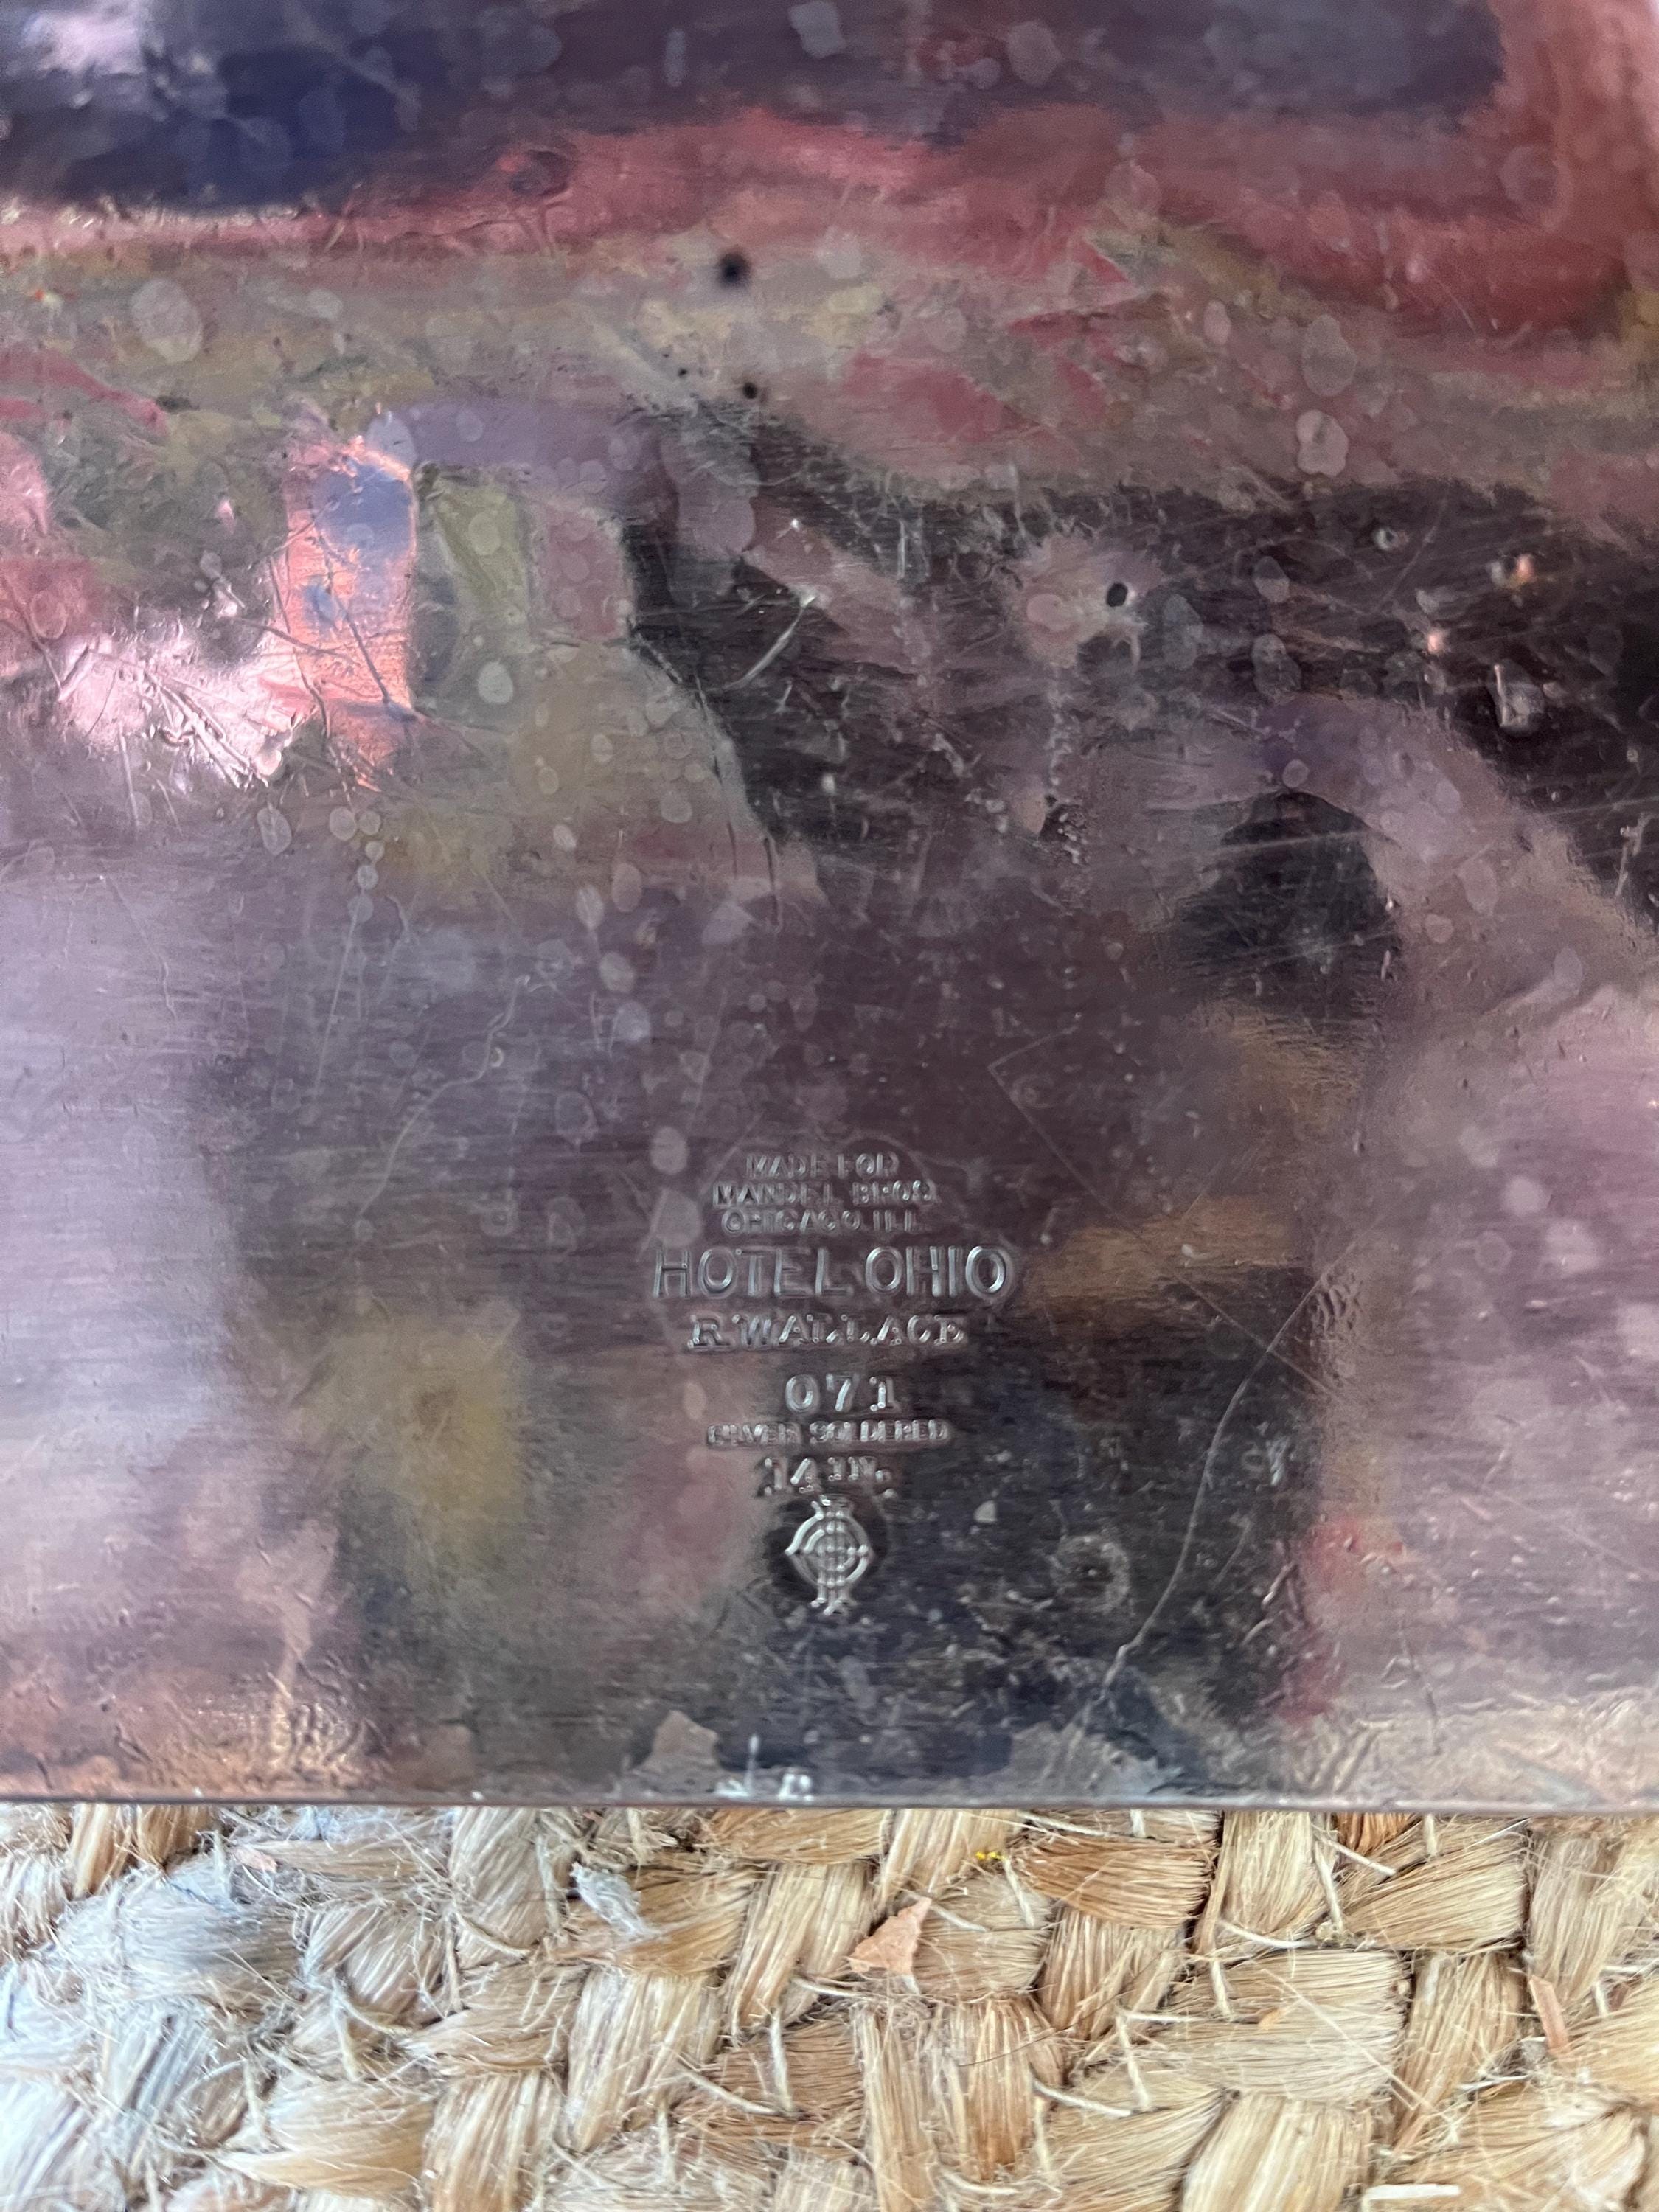 MADE FOR
MANDEL BROS.
CHICAGO. ILL.
HOTEL OHIO
R. WALLACE
071
SILVER SOLDERED
14 IN.